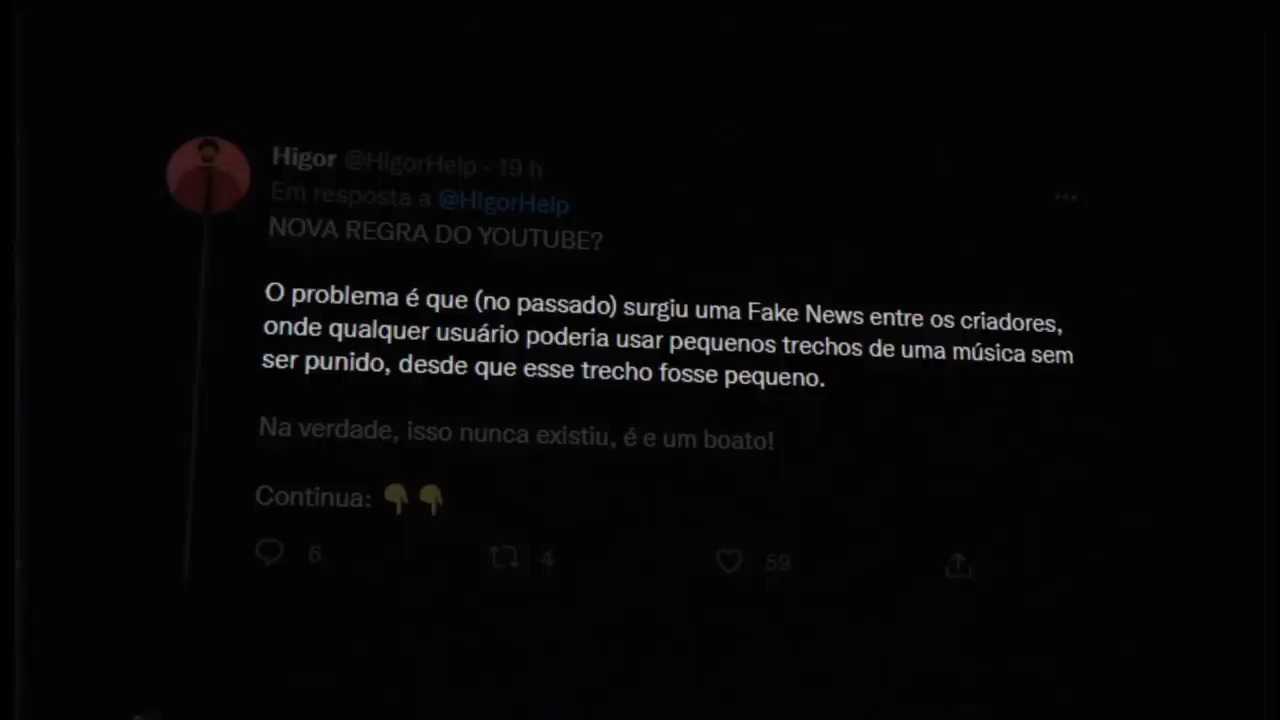 Higor @HigorHelp · 19 h
Em resposta a @HigorHelp
NOVA REGRA DO YOUTUBE?
O problema é que (no passado) surgiu uma Fake News entre os criadores,
onde qualquer usuário poderia usar pequenos trechos de uma música sem
ser punido, desde que esse trecho fosse pequeno.
Na verdade, isso nunca existiu, é e um boato!
Continua: 👇👇
6 4 59